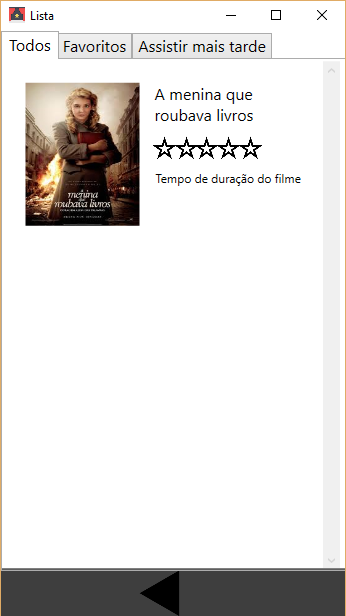 Lista
Todos
Favoritos
Assistir mais tarde
a
menina
que
roubava livros
A menina que
roubava livros
Tempo de duração do filme